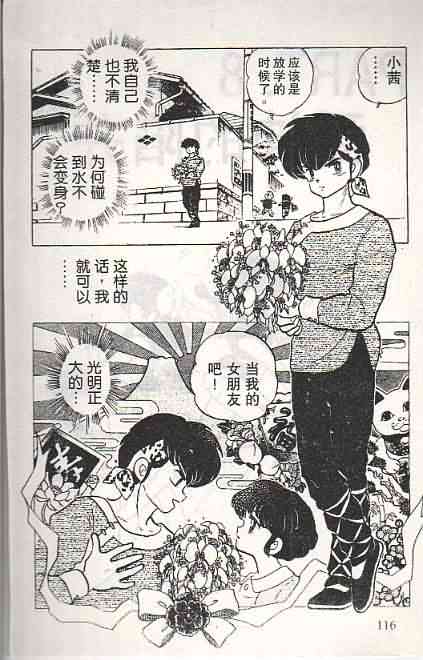 小茜
……
应该是
放学的
时候了。
我自己
也不清
楚……
为何碰
到水不
会变身？
这样的
话，我
就可以
……
当我的
女朋友
吧！
光明正
大的…
寿
116